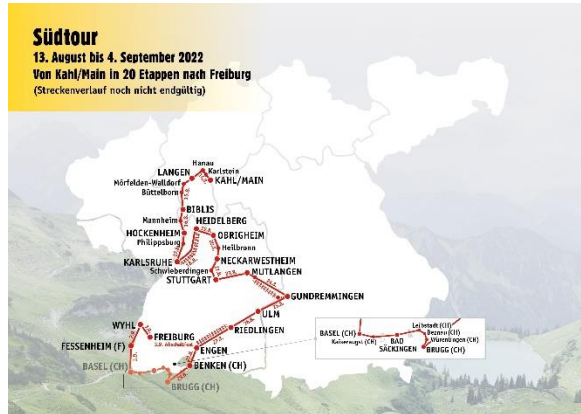 Südtour
13. August bis 4. September 2022
Von Kahl/Main in 20 Etappen nach Freiburg
(Streckenverlauf noch nicht endgültig)
Hanau
LANGEN
Karlstein
KAHL/MAIN
Mörfelden-Walldorf
Büttelborn
BIBLIS
HEIDELBERG
Mannheim
HOCKENHEIM
OBRIGHEIM
Philippsburg
Heilbronn
KARLSRUHE
NECKARWESTHEIM
Schwieberdingen
MUTLANGEN
STUTTGART
GUNDREMMINGEN
ULM
WYHL
RIEDLINGEN
FREIBURG
FESSENHEIM (F)
ENGEN
BASEL (CH)
BENKEN (CH)
BRUGG (CH)
Leibstadt (CH)
BASEL (CH)
Beznau (CH)
Kaiseraugst (CH)
BAD
SÄCKINGEN
Würenlingen (CH)
BRUGG (CH)